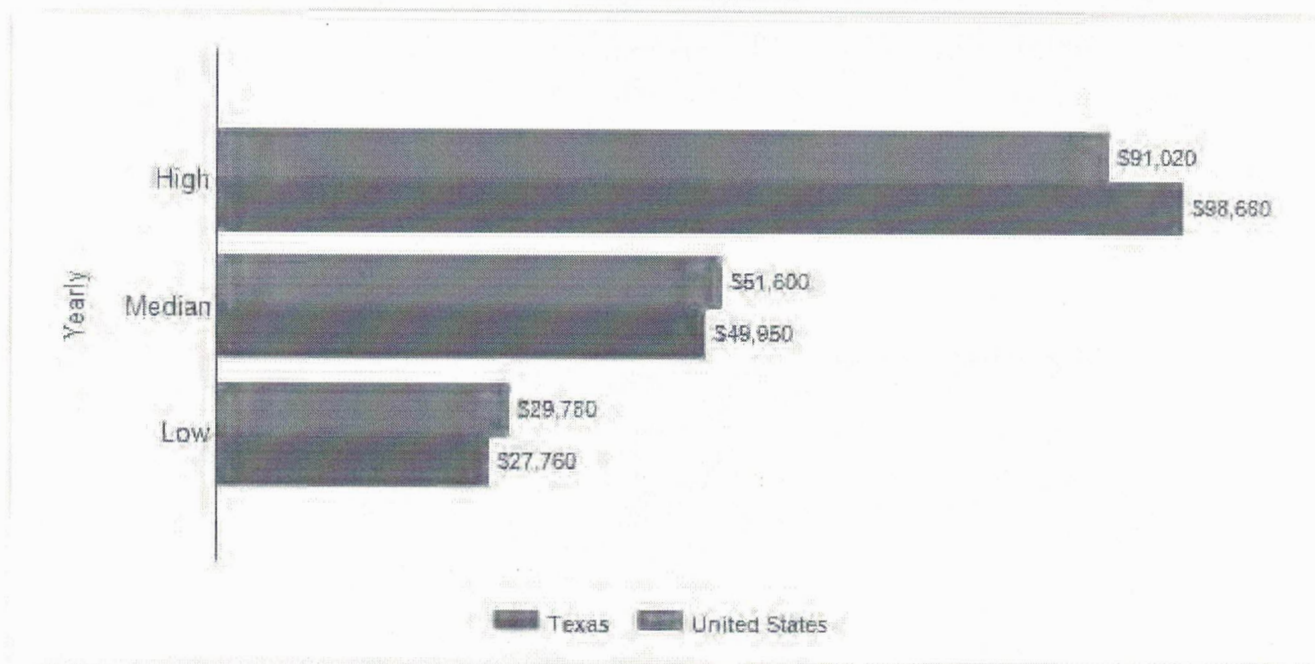 High
$91,020
$98,660
Yearly
Median
$51,600
$49,950
Low
$29,780
$27,760
Texas
United States